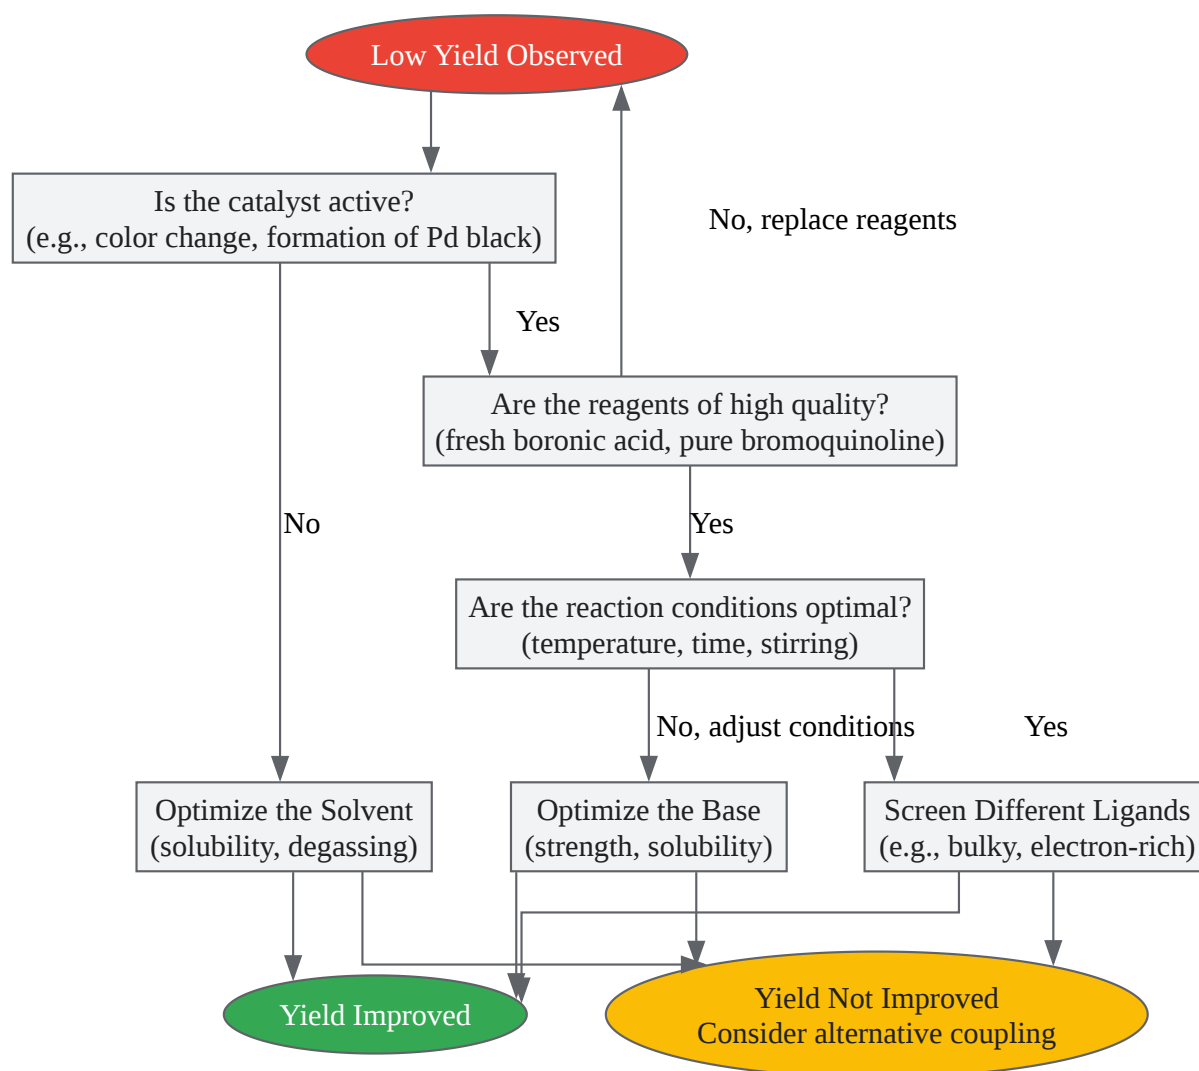 Low Yield Observed
Is the catalyst active?
(e.g., color change, formation of Pd black)
No, replace reagents
Yes
Are the reagents of high quality?
(fresh boronic acid, pure bromoquinoline)
No
Yes
Are the reaction conditions optimal?
(temperature, time, stirring)
No, adjust conditions
Yes
Optimize the Solvent
(solubility, degassing)
Optimize the Base
(strength, solubility)
Screen Different Ligands
(e.g., bulky, electron-rich)
Yield Improved
Yield Not Improved
Consider alternative coupling